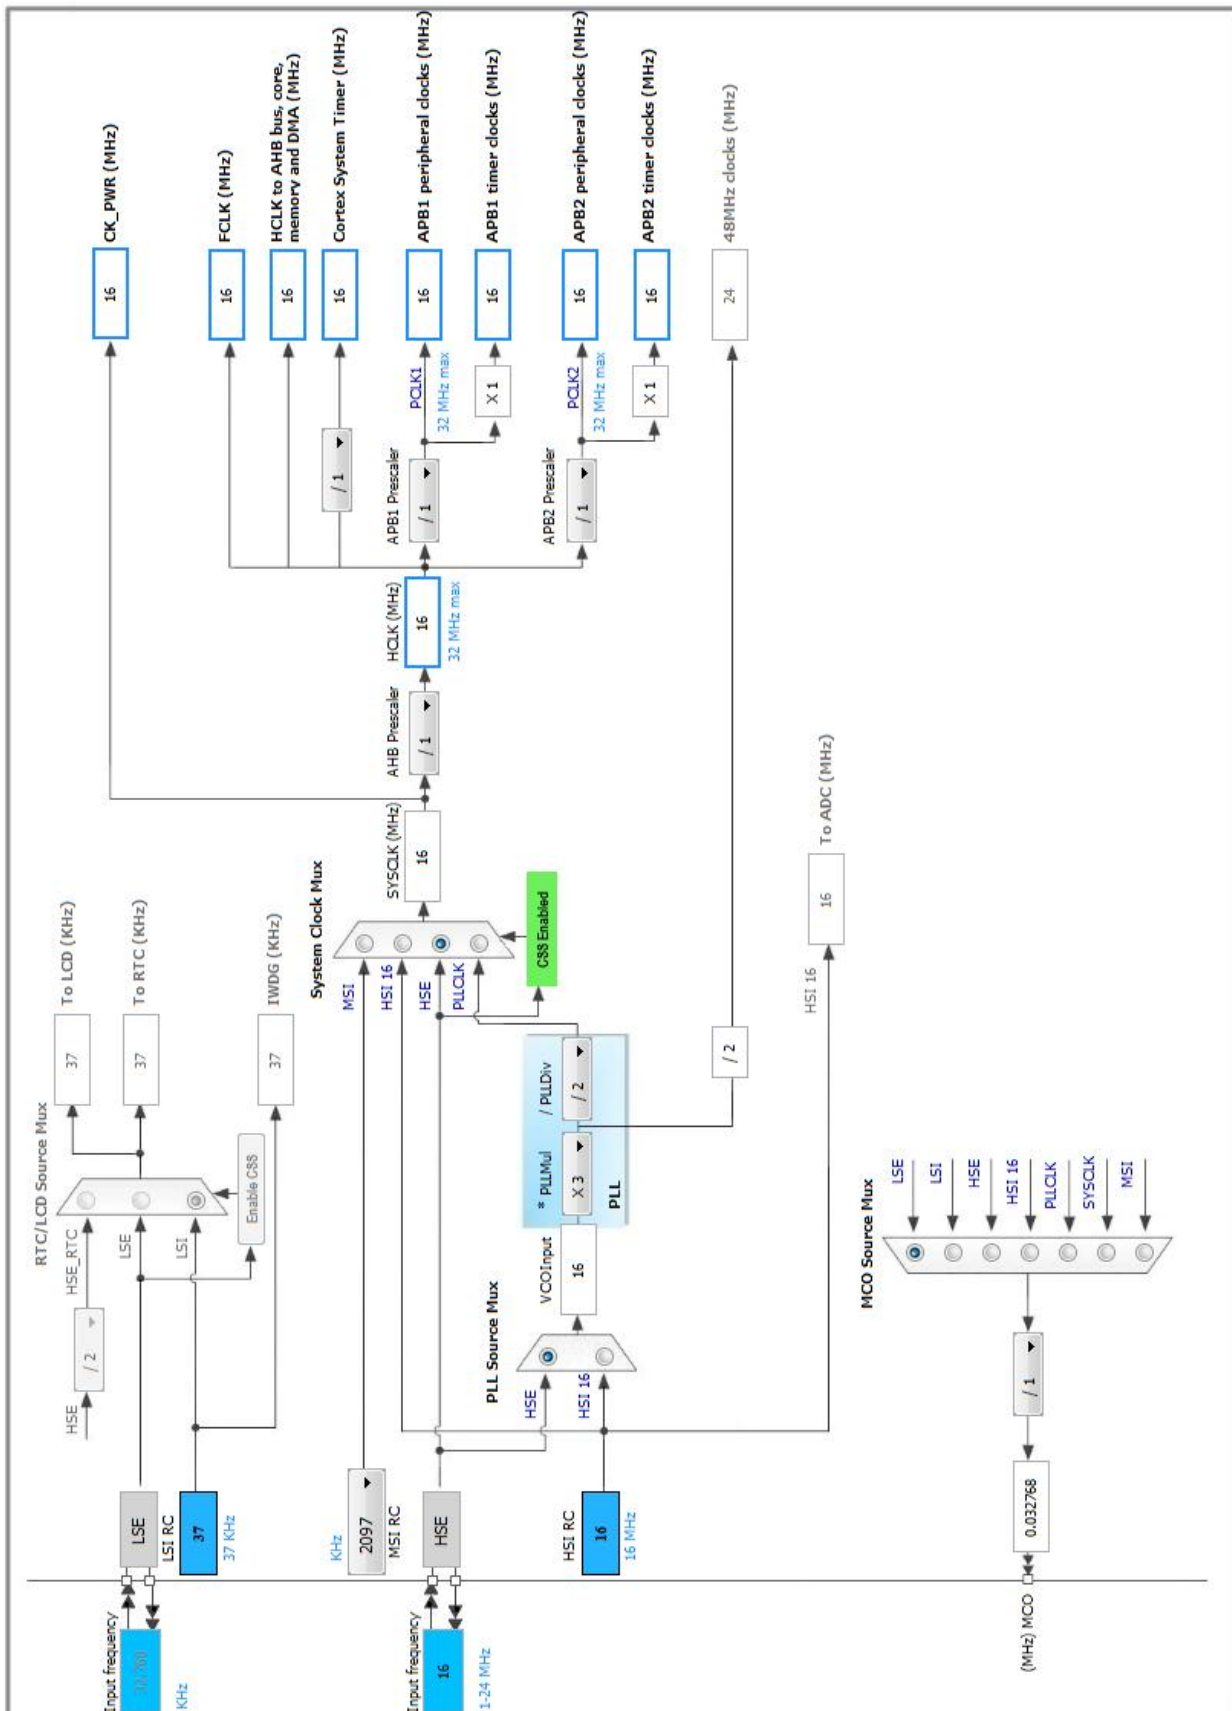 RTC/LCD Source Mux
HSE
/ 2
HSE_RTC
37
To LCD (KHz)
Input frequency
32.768
KHz
LSE
LSE
37
To RTC (KHz)
LSI RC
37
37 KHz
LSI
Enable CSS
37
IWDG (KHz)
16
CK_PWR (MHz)
System Clock Mux
KHz
2097
MSI RC
MSI
HSI 16
HSE
PLLCLK
SYSCLK (MHz)
16
AHB Prescaler
/ 1
HCLK (MHz)
16
32 MHz max
16
FCLK (MHz)
16
HCLK to AHB bus, core,
memory and DMA (MHz)
/ 1
16
Cortex System Timer (MHz)
APB1 Prescaler
/ 1
PCLK1
32 MHz max
16
APB1 peripheral clocks (MHz)
X 1
16
APB1 timer clocks (MHz)
Input frequency
16
1-24 MHz
HSE
CSS Enabled
PLL Source Mux
HSE
HSI 16
HSI RC
16
16 MHz
VCOInput
16
* PLLMul
X 3
/ PLLDiv
/ 2
PLL
APB2 Prescaler
/ 1
PCLK2
32 MHz max
16
APB2 peripheral clocks (MHz)
X 1
16
APB2 timer clocks (MHz)
/ 2
24
48MHz clocks (MHz)
HSI 16
16
To ADC (MHz)
MCO Source Mux
LSE
LSI
HSE
HSI 16
PLLCLK
SYSCLK
MSI
(MHz) MCO
0.032768
/ 1